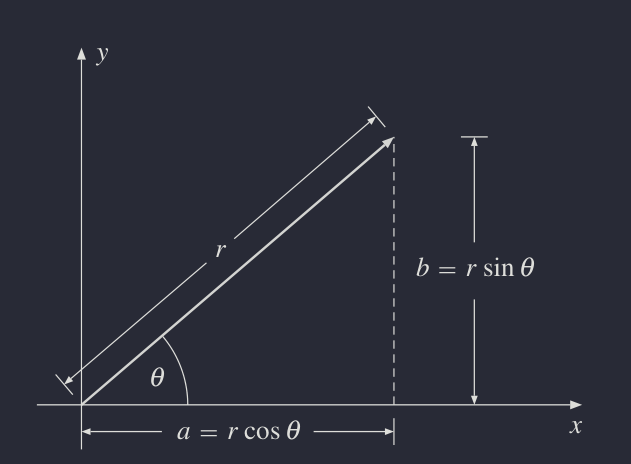 y
r
b = r sin θ
θ
a = r cos θ
x